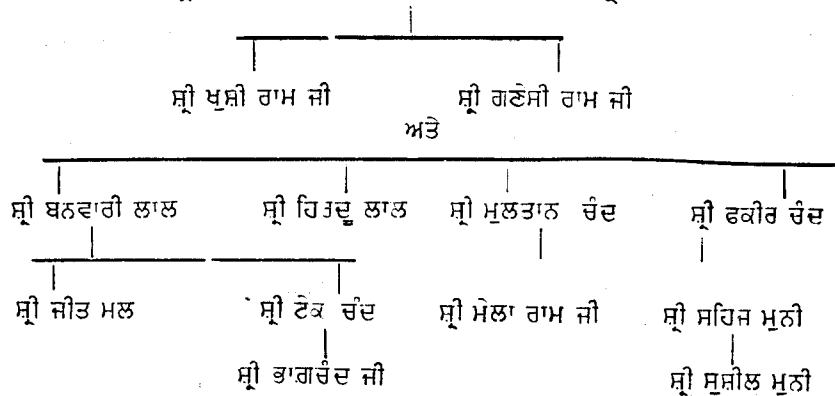 ਸ਼੍ਰੀ ਖੁਸ਼ੀ ਰਾਮ ਜੀ ਸ਼੍ਰੀ ਗਣੇਸੀ ਰਾਮ ਜੀ
ਅਤੇ
ਸ਼੍ਰੀ ਬਨਵਾਰੀ ਲਾਲ ਸ਼੍ਰੀ ਹਿਤਦੂ ਲਾਲ ਸ਼੍ਰੀ ਮੁਲਤਾਨ ਚੰਦ ਸ਼੍ਰੀ ਫਕੀਰ ਚੰਦ
ਸ਼੍ਰੀ ਜੀਤ ਮਲ ਸ਼੍ਰੀ ਟੇਕ ਚੰਦ ਸ਼੍ਰੀ ਮੇਲਾ ਰਾਮ ਜੀ ਸ਼੍ਰੀ ਸਹਿਜ ਮੁਨੀ
ਸ਼੍ਰੀ ਭਾਗਚੰਦ ਜੀ ਸ਼੍ਰੀ ਸੁਸ਼ੀਲ ਮੁਨੀ